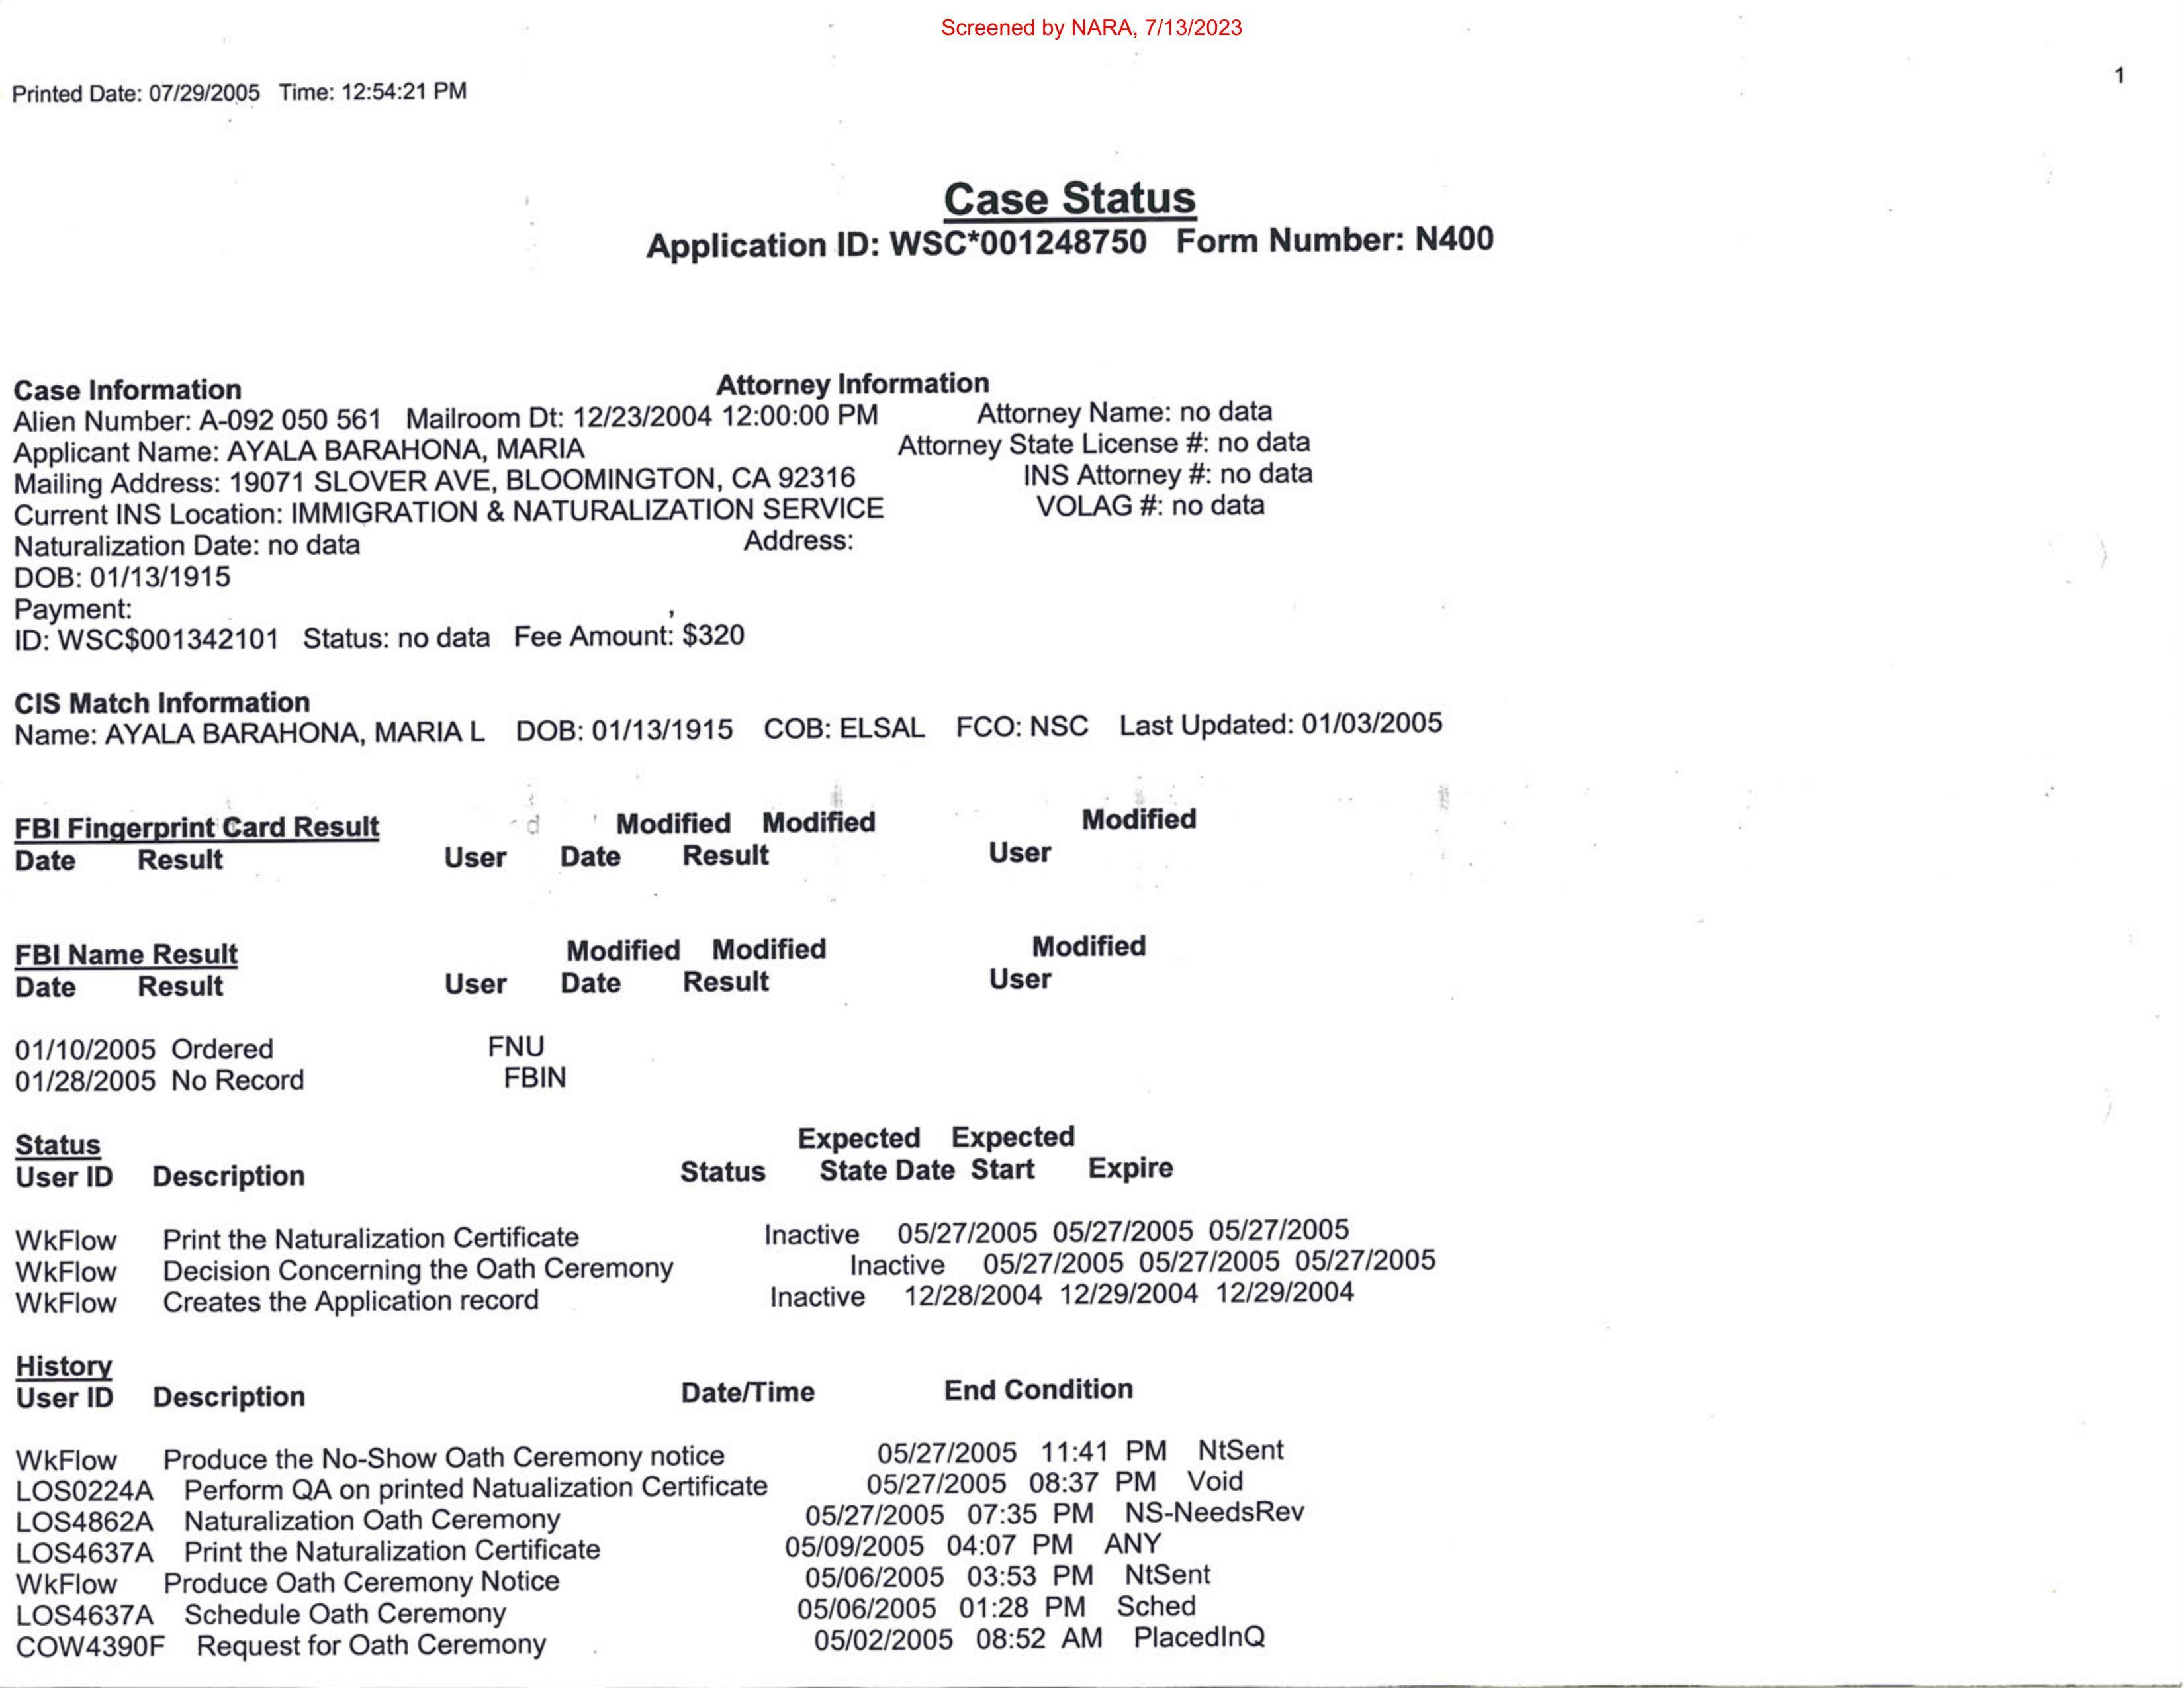 Screened by NARA, 7/13/2023
1
Printed Date: 07/29/2005 Time: 12:54:21 PM
Case Status
Application ID: WSC*001248750 Form Number: N400
Case Information Attorney Information
Alien Number: A-092 050 561 Mailroom Dt: 12/23/2004 12:00:00 PM Attorney Name: no data
Applicant Name: AYALA BARAHONA, MARIA Attorney State License #: no data
Mailing Address: 19071 SLOVER AVE, BLOOMINGTON, CA 92316 INS Attorney #: no data
Current INS Location: IMMIGRATION & NATURALIZATION SERVICE VOLAG #: no data
Naturalization Date: no data Address:
DOB: 01/13/1915
Payment:
ID: WSC$001342101 Status: no data Fee Amount: $320
CIS Match Information
Name: AYALA BARAHONA, MARIA L DOB: 01/13/1915 COB: ELSAL FCO: NSC Last Updated: 01/03/2005
FBI Fingerprint Card Result Modified Modified Modified
Date Result User Date Result User
FBI Name Result Modified Modified Modified
Date Result User Date Result User
01/10/2005 Ordered FNU
01/28/2005 No Record FBIN
Status Expected Expected
User ID Description Status State Date Start Expire
WkFlow Print the Naturalization Certificate Inactive 05/27/2005 05/27/2005 05/27/2005
WkFlow Decision Concerning the Oath Ceremony Inactive 05/27/2005 05/27/2005 05/27/2005
WkFlow Creates the Application record Inactive 12/28/2004 12/29/2004 12/29/2004
History
User ID Description Date/Time End Condition
WkFlow Produce the No-Show Oath Ceremony notice 05/27/2005 11:41 PM NtSent
LOS0224A Perform QA on printed Natualization Certificate 05/27/2005 08:37 PM Void
LOS4862A Naturalization Oath Ceremony 05/27/2005 07:35 PM NS-NeedsRev
LOS4637A Print the Naturalization Certificate 05/09/2005 04:07 PM ANY
WkFlow Produce Oath Ceremony Notice 05/06/2005 03:53 PM NtSent
LOS4637A Schedule Oath Ceremony 05/06/2005 01:28 PM Sched
COW4390F Request for Oath Ceremony 05/02/2005 08:52 AM PlacedInQ